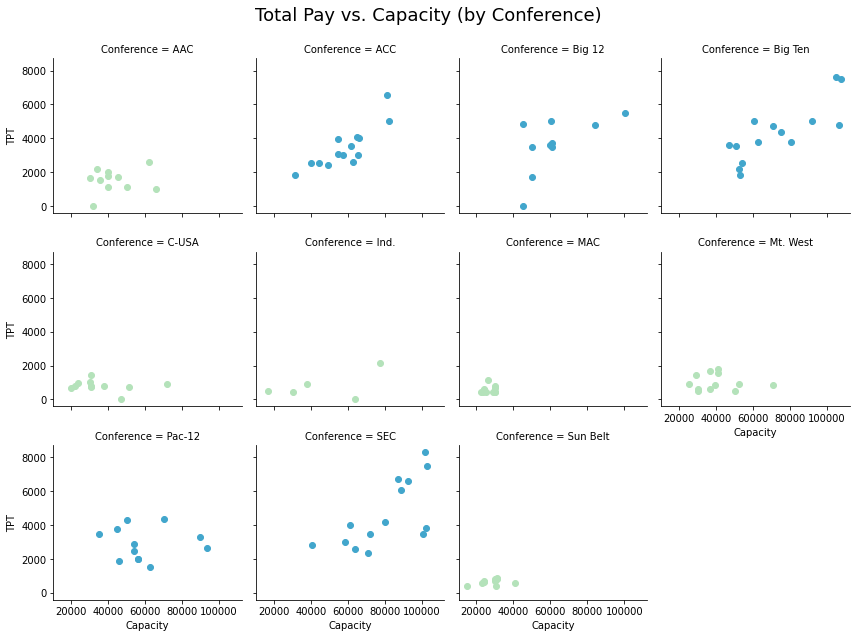 Total Pay vs. Capacity (by Conference)
Conference = AAC
Conference = ACC
Conference = Big 12
Conference = Big Ten
8000
6000
4000
2000
0
TPT
Conference = C-USA
Conference = Ind.
Conference = MAC
Conference = Mt. West
8000
6000
4000
2000
0
TPT
20000 40000 60000 80000 100000
Capacity
Conference = Pac-12
Conference = SEC
Conference = Sun Belt
8000
6000
4000
2000
0
TPT
20000 40000 60000 80000 100000
Capacity
20000 40000 60000 80000 100000
Capacity
20000 40000 60000 80000 100000
Capacity